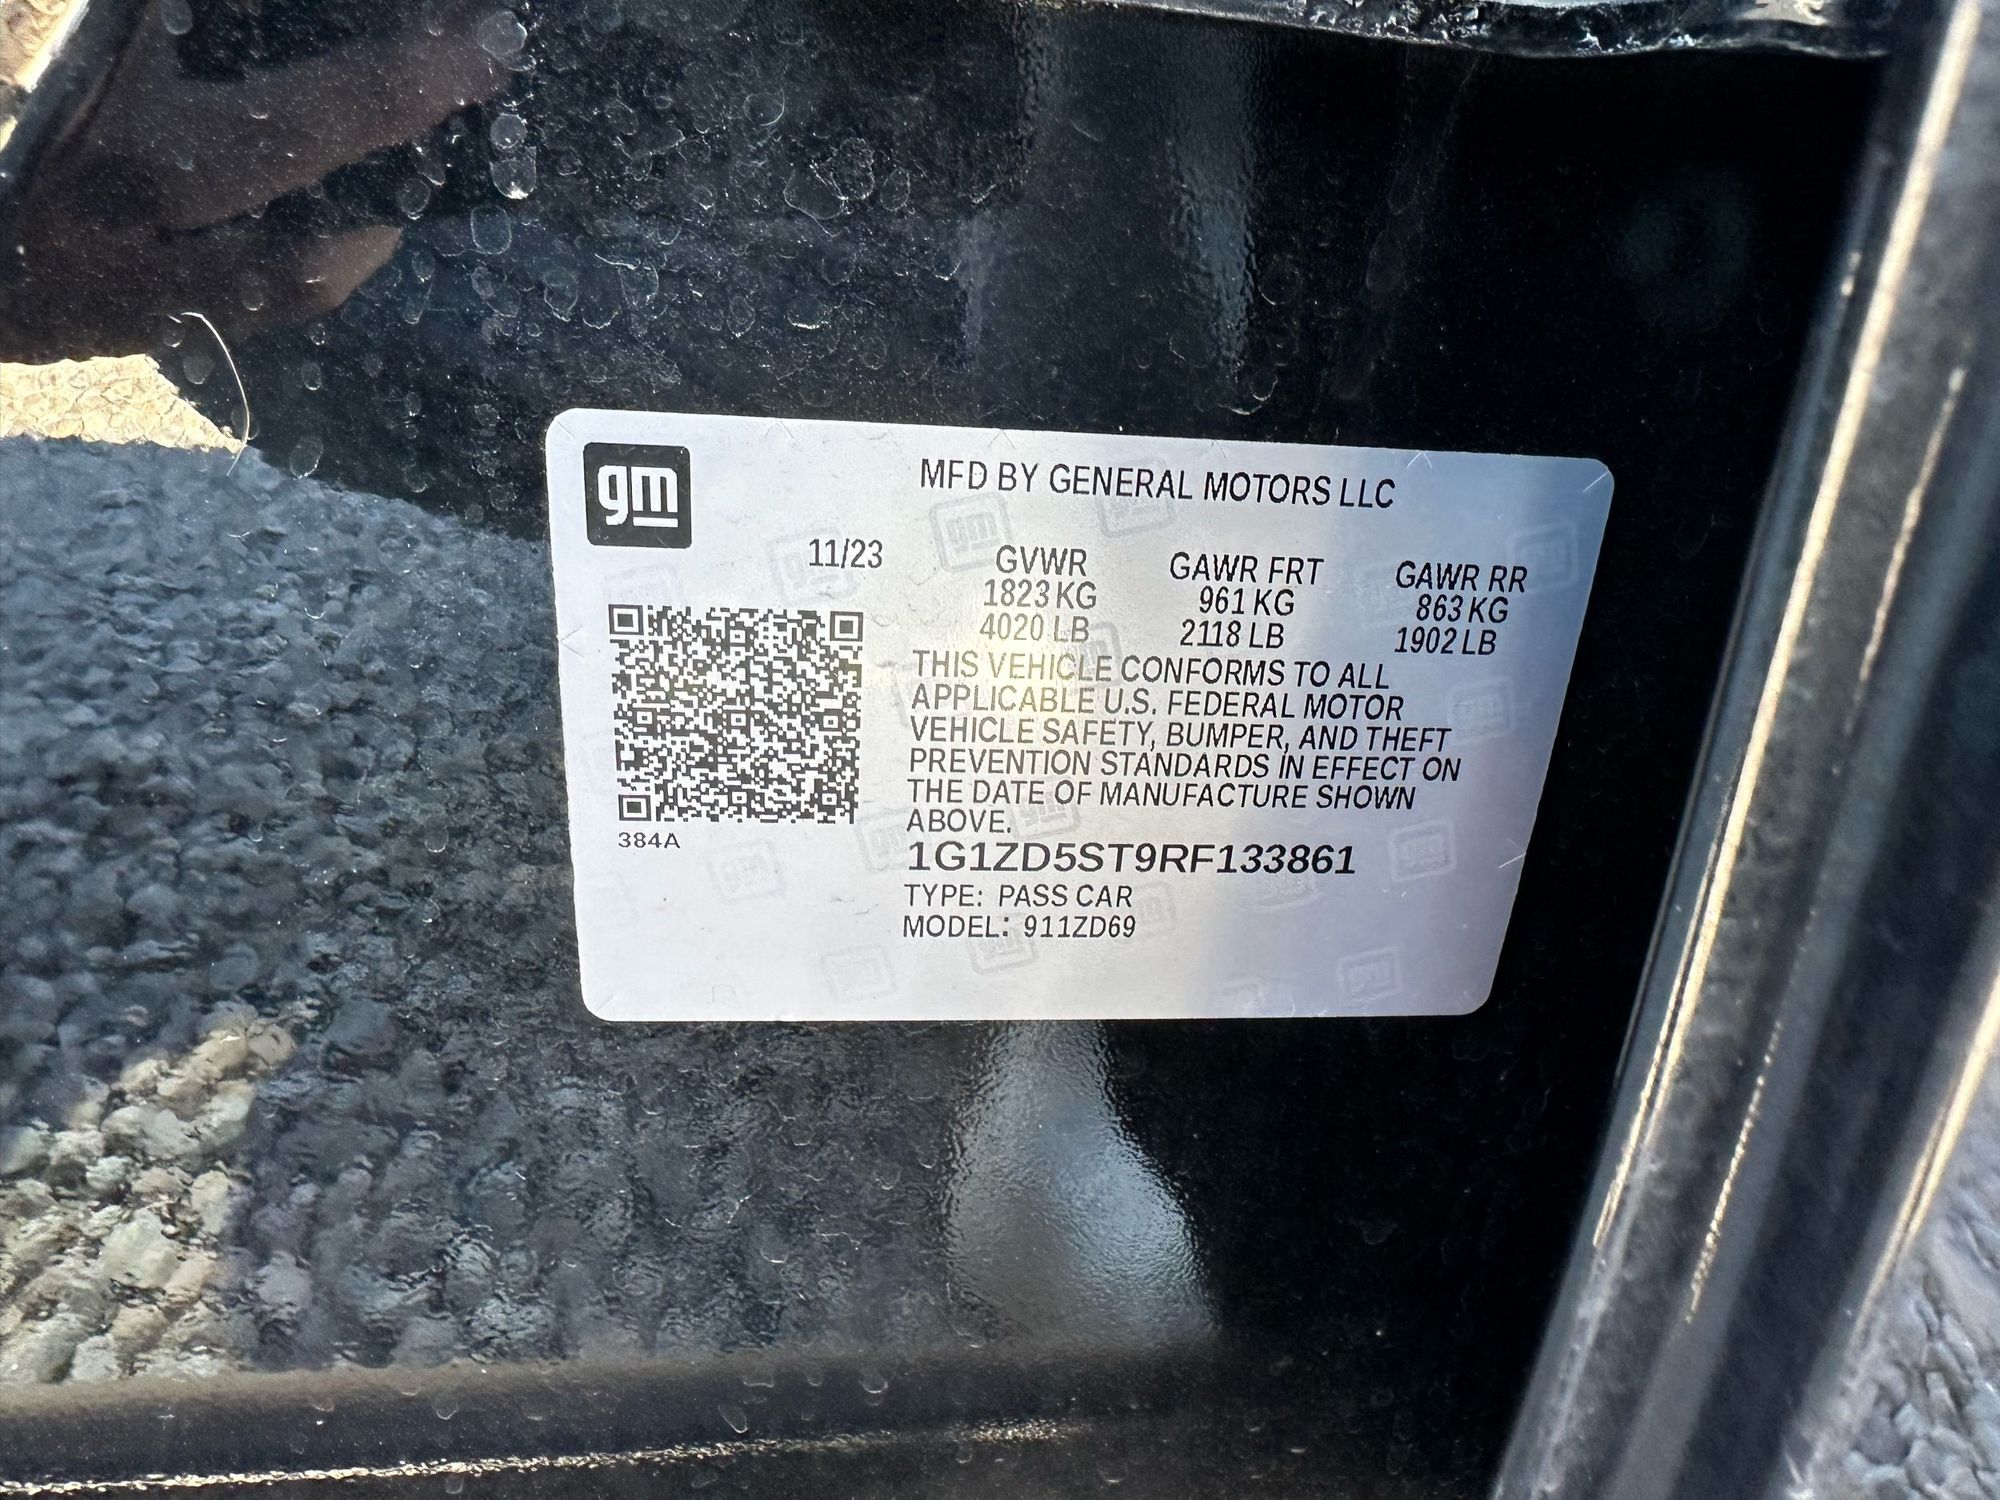 gm
MFD BY GENERAL MOTORS LLC
11/23 GVWR GAWR FRT GAWR RR
1823 KG 961 KG 863 KG
4020 LB 2118 LB 1902 LB
THIS VEHICLE CONFORMS TO ALL
APPLICABLE U.S. FEDERAL MOTOR
VEHICLE SAFETY, BUMPER, AND THEFT
PREVENTION STANDARDS IN EFFECT ON
THE DATE OF MANUFACTURE SHOWN
ABOVE.
384A
1G1ZD5ST9RF133861
TYPE: PASS CAR
MODEL: 911ZD69